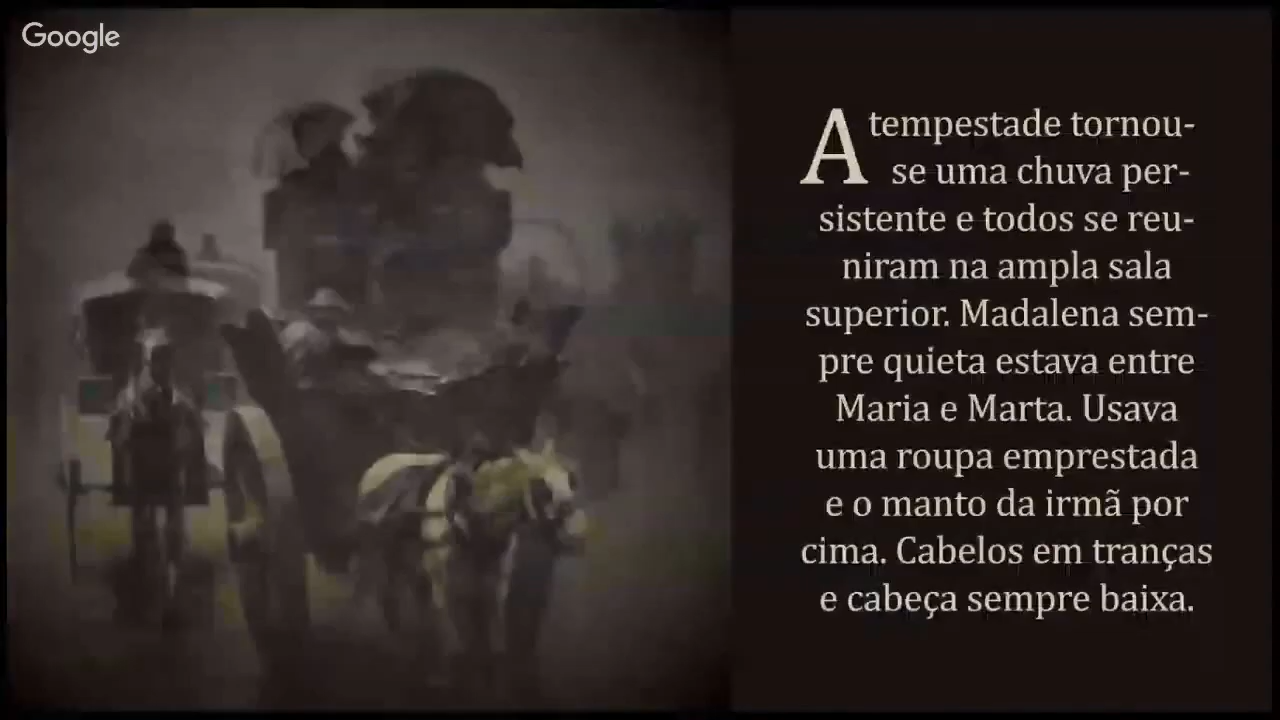 Google
A tempestade tornou-
se uma chuva per-
sistente e todos se reu-
niram na ampla sala
superior. Madalena sem-
pre quieta estava entre
Maria e Marta. Usava
uma roupa emprestada
e o manto da irmã por
cima. Cabelos em tranças
e cabeça sempre baixa.